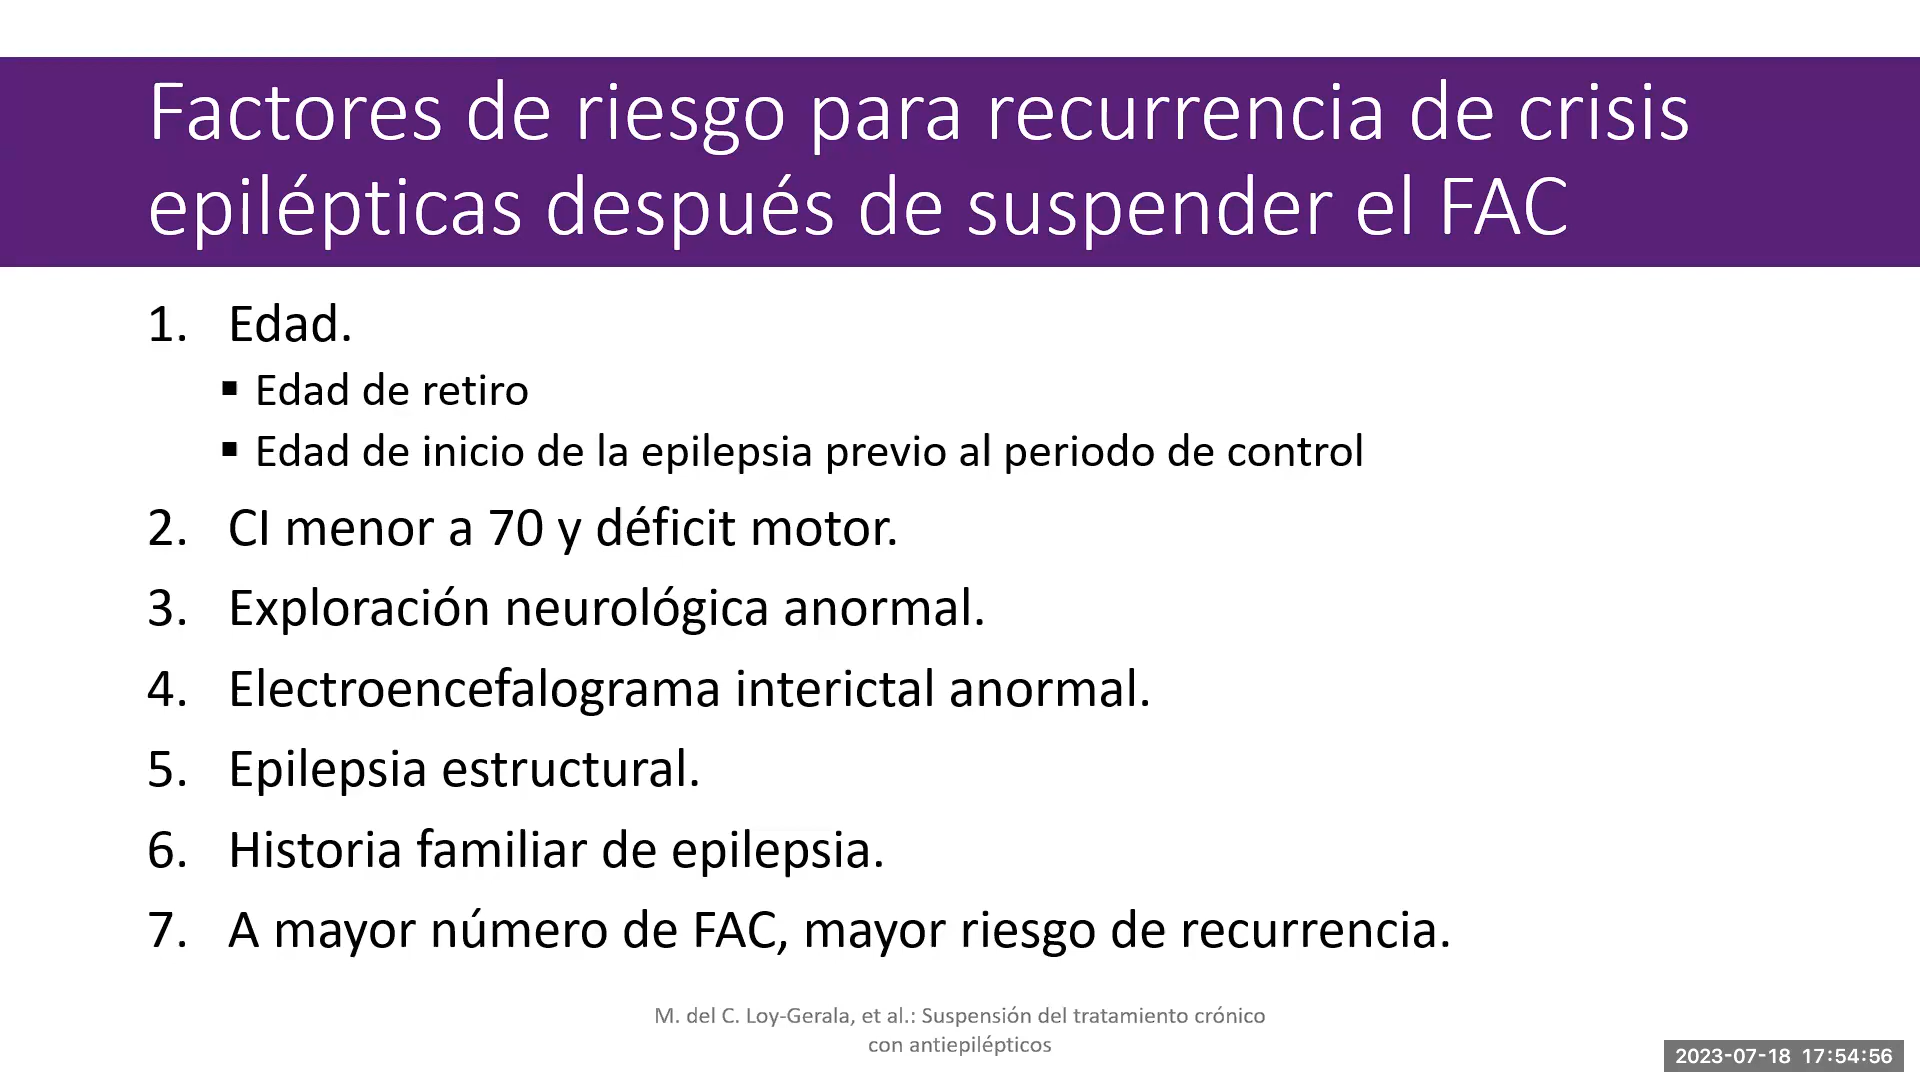 Factores de riesgo para recurrencia de crisis
epilépticas después de suspender el FAC
1. Edad.
▪ Edad de retiro
▪ Edad de inicio de la epilepsia previo al periodo de control
2. CI menor a 70 y déficit motor.
3. Exploración neurológica anormal.
4. Electroencefalograma interictal anormal.
5. Epilepsia estructural.
6. Historia familiar de epilepsia.
7. A mayor número de FAC, mayor riesgo de recurrencia.
M. del C. Loy-Gerala, et al.: Suspensión del tratamiento crónico
con antiepilépticos
2023-07-18 17:54:56